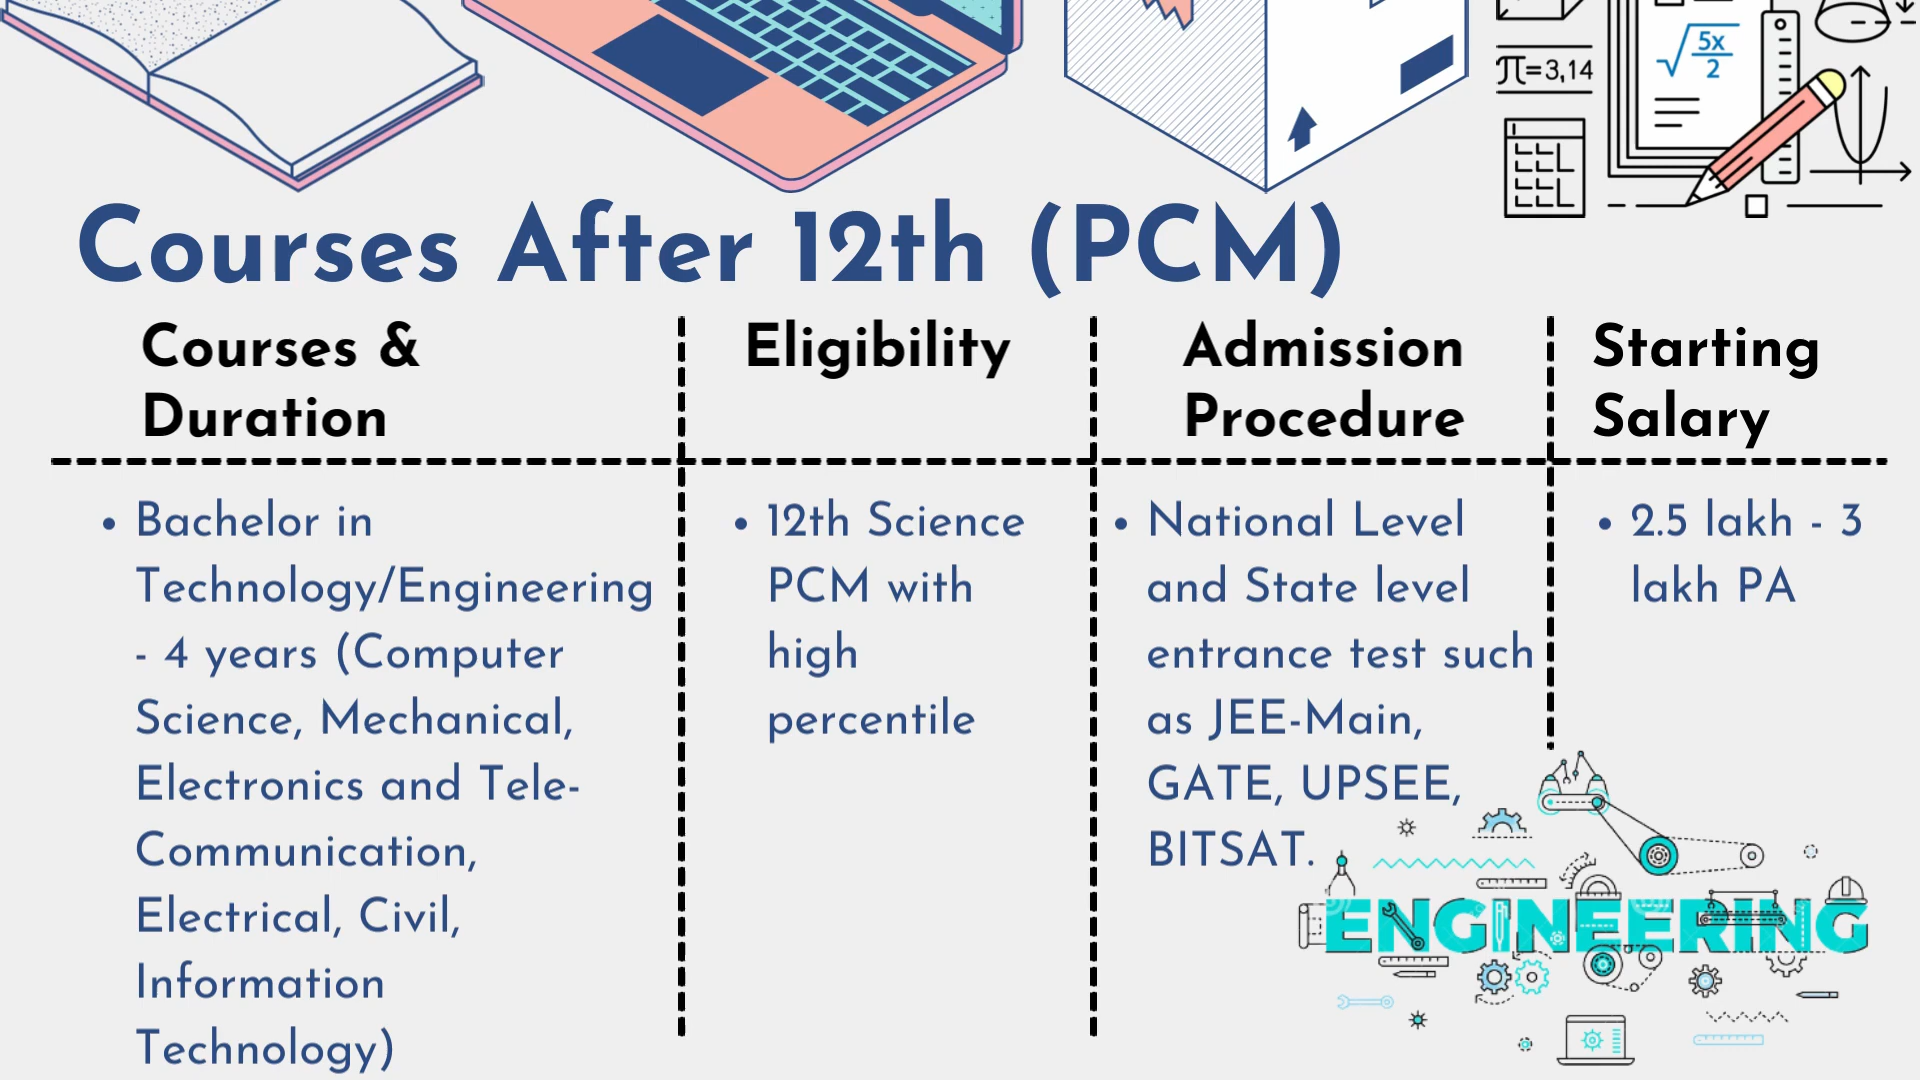 π=3,14
√5x/2
Courses After 12th (PCM)
Courses &
Duration
Eligibility
Admission
Procedure
Starting
Salary
• Bachelor in
Technology/Engineering
- 4 years (Computer
Science, Mechanical,
Electronics and Tele-
Communication,
Electrical, Civil,
Information
Technology)
• 12th Science
PCM with
high
percentile
• National Level
and State level
entrance test such
as JEE-Main,
GATE, UPSEE,
BITSAT.
• 2.5 lakh - 3
lakh PA
ENGINEERING